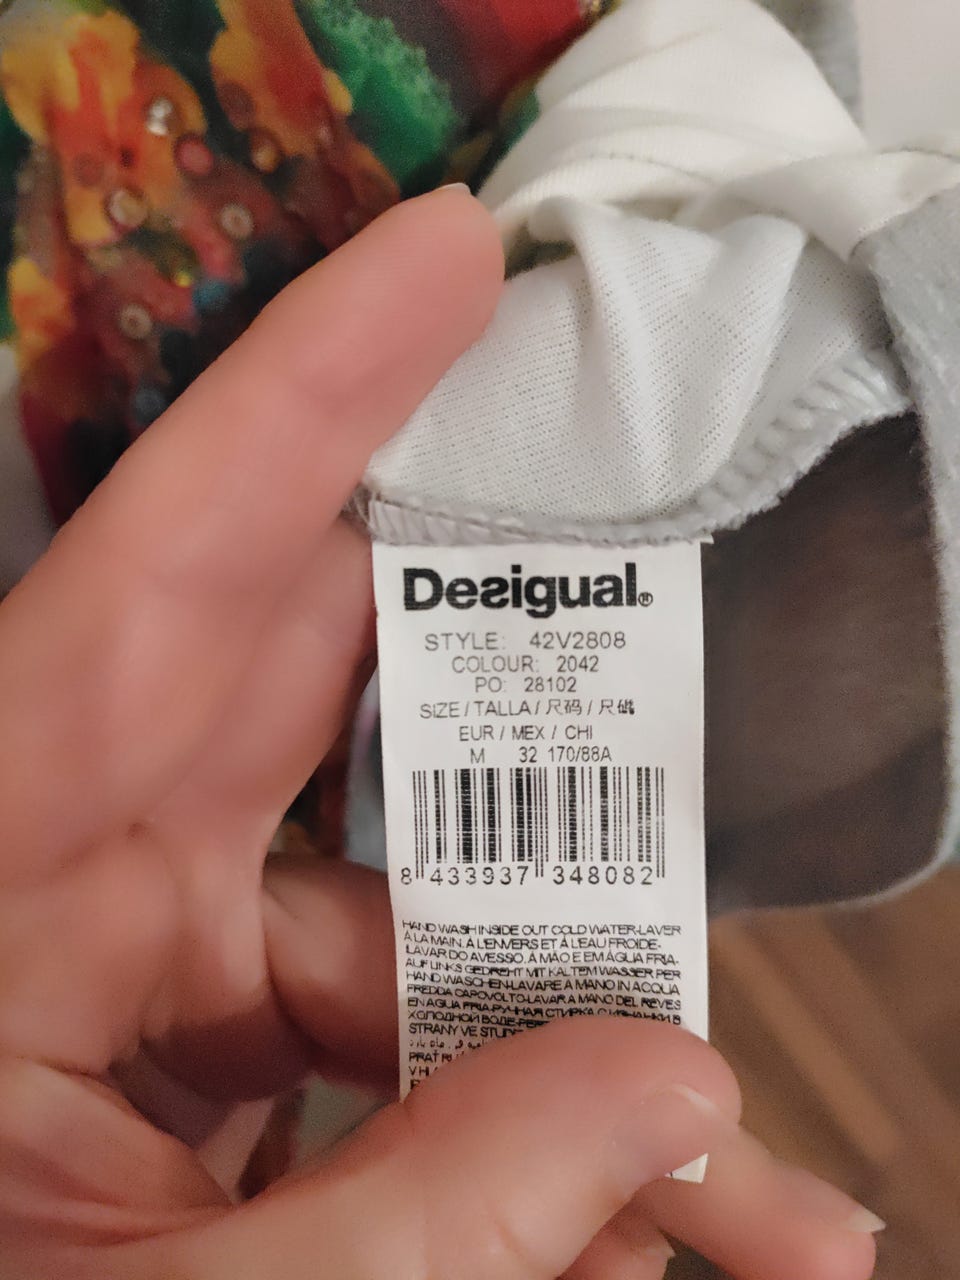 Desigual®
STYLE: 42V2808
COLOUR: 2042
PO: 28102
SIZE / TALLA / 尺码 / 尺碼
EUR / MEX / CHI
M 32 170/88A
8 433937 348082
HAND WASH INSIDE OUT COLD WATER-LAVER
À LA MAIN. À L'ENVERS ET À L'EAU FROIDE-
LAVAR DO AVESSO. À MÃO E EM ÁGUA FRIA-
AUF LINKS GEDREHT MIT KALTEM WASSER PER
HAND WASCHEN-LAVARE A MANO IN ACQUA
FREDDA CAPOVOLTO-LAVAR A MANO DEL REVÉS
EN AGUA FRIA-РУЧНАЯ СТИРКА С ИЗНАНКИ В
ХОЛОДНОЙ ВОДЕ-
STRANY VE
PRAŤ